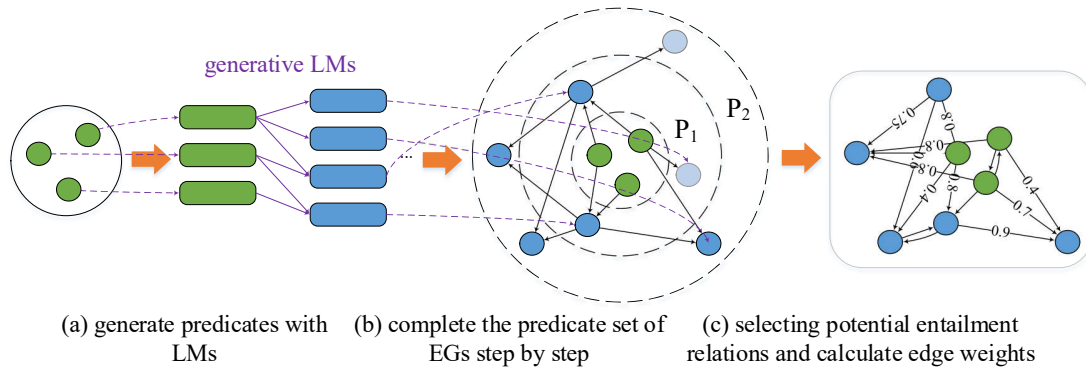 generative LMs
...
P1
P2
0.75
0.8
0.8
0.6
0.8
0.4
0.8
0.4
0.7
0.9
(a) generate predicates with
LMs
(b) complete the predicate set of
EGs step by step
(c) selecting potential entailment
relations and calculate edge weights